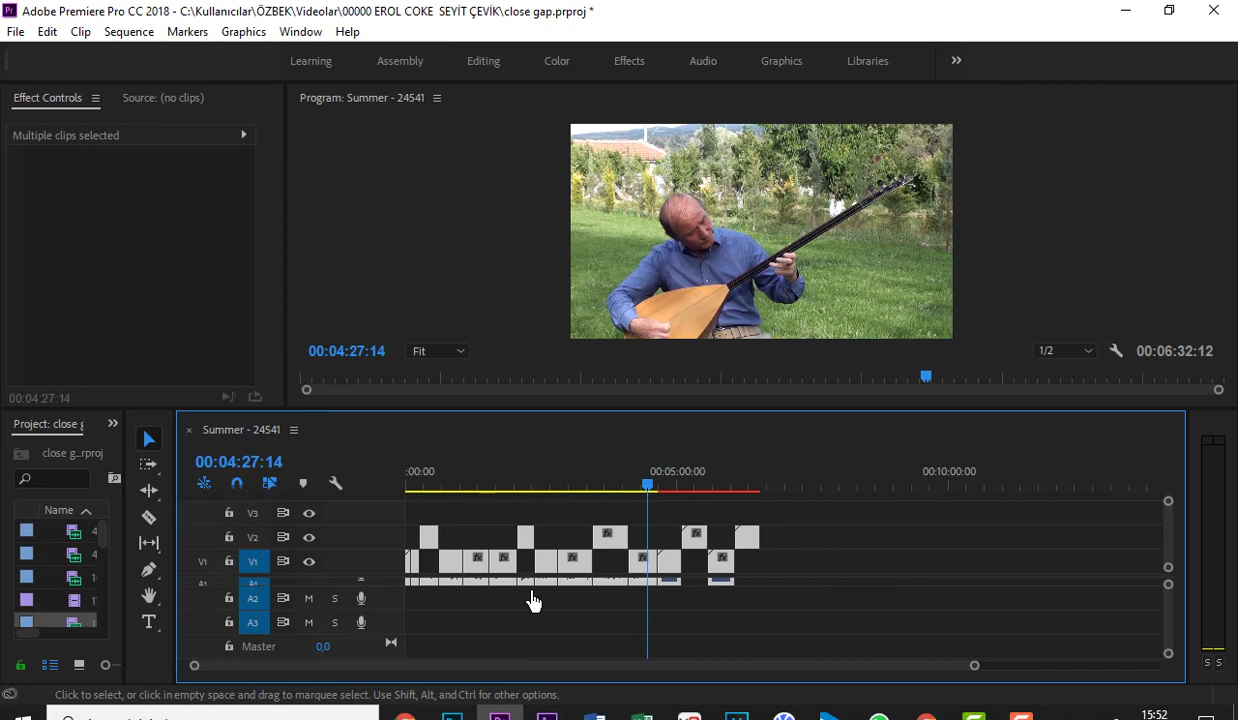 Adobe Premiere Pro CC 2018 - C:\Kullanıcılar\ÖZBEK\Videolar\00000 EROL COKE  SEYİT ÇEVİK\close gap.prproj *
File Edit Clip Sequence Markers Graphics Window Help
Learning Assembly Editing Color Effects Audio Graphics Libraries
Effect Controls Source: (no clips) Program: Summer - 24541
Multiple clips selected
00:04:27:14 Fit 1/2 00:06:32:12
00:04:27:14
Project: close g Summer - 24541
close g...rproj 00:04:27:14 :00:00 00:05:00:00 00:10:00:00
Name
V3
V2
V1 V1
A1 A1
A2 M S
A3 M S
Master 0,0
S S
Click to select, or click in empty space and drag to marquee select. Use Shift, Alt, and Ctrl for other options.
15:52